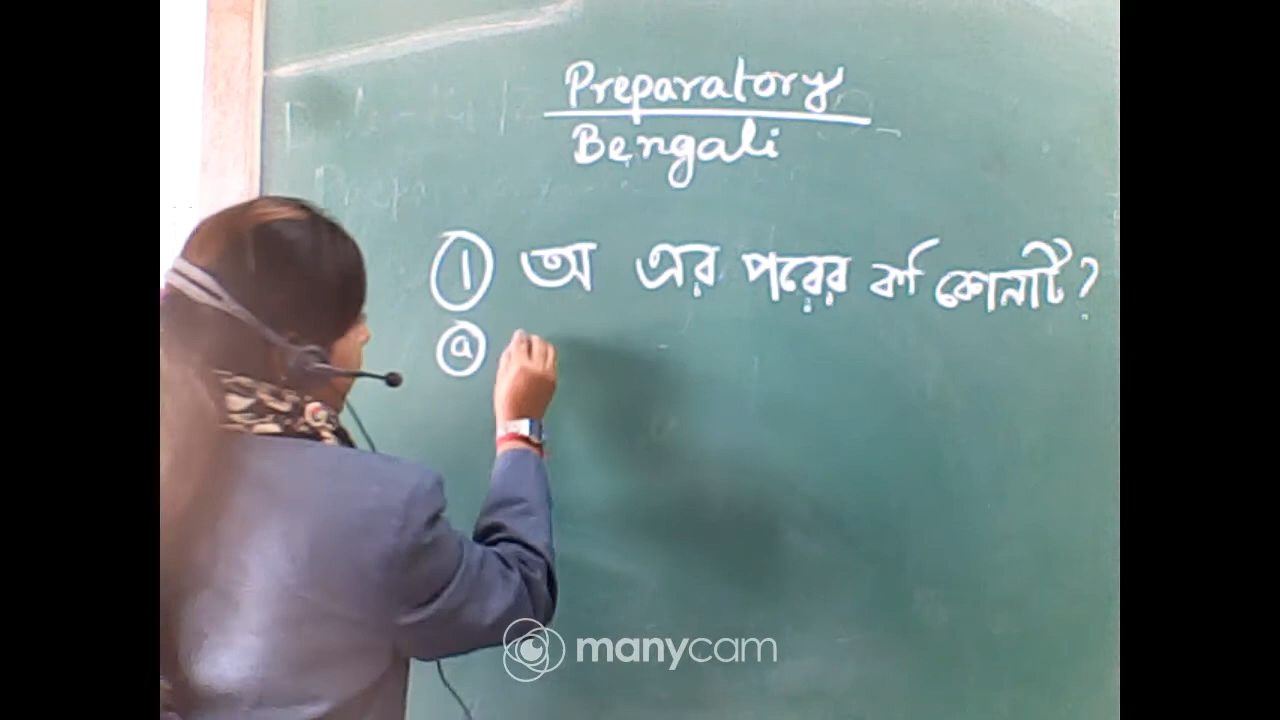 Preparatory
Bengali
① অ এর পরের বর্ণ কোনটি?
ⓐ
manycam